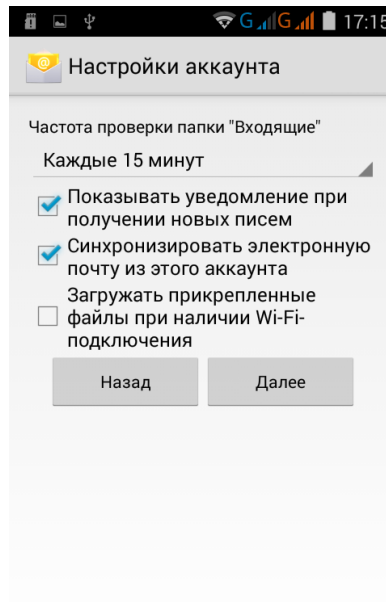 G G 17:15
Настройки аккаунта
Частота проверки папки "Входящие"
Каждые 15 минут
Показывать уведомление при
получении новых писем
Синхронизировать электронную
почту из этого аккаунта
Загружать прикрепленные
файлы при наличии Wi-Fi-
подключения
Назад Далее